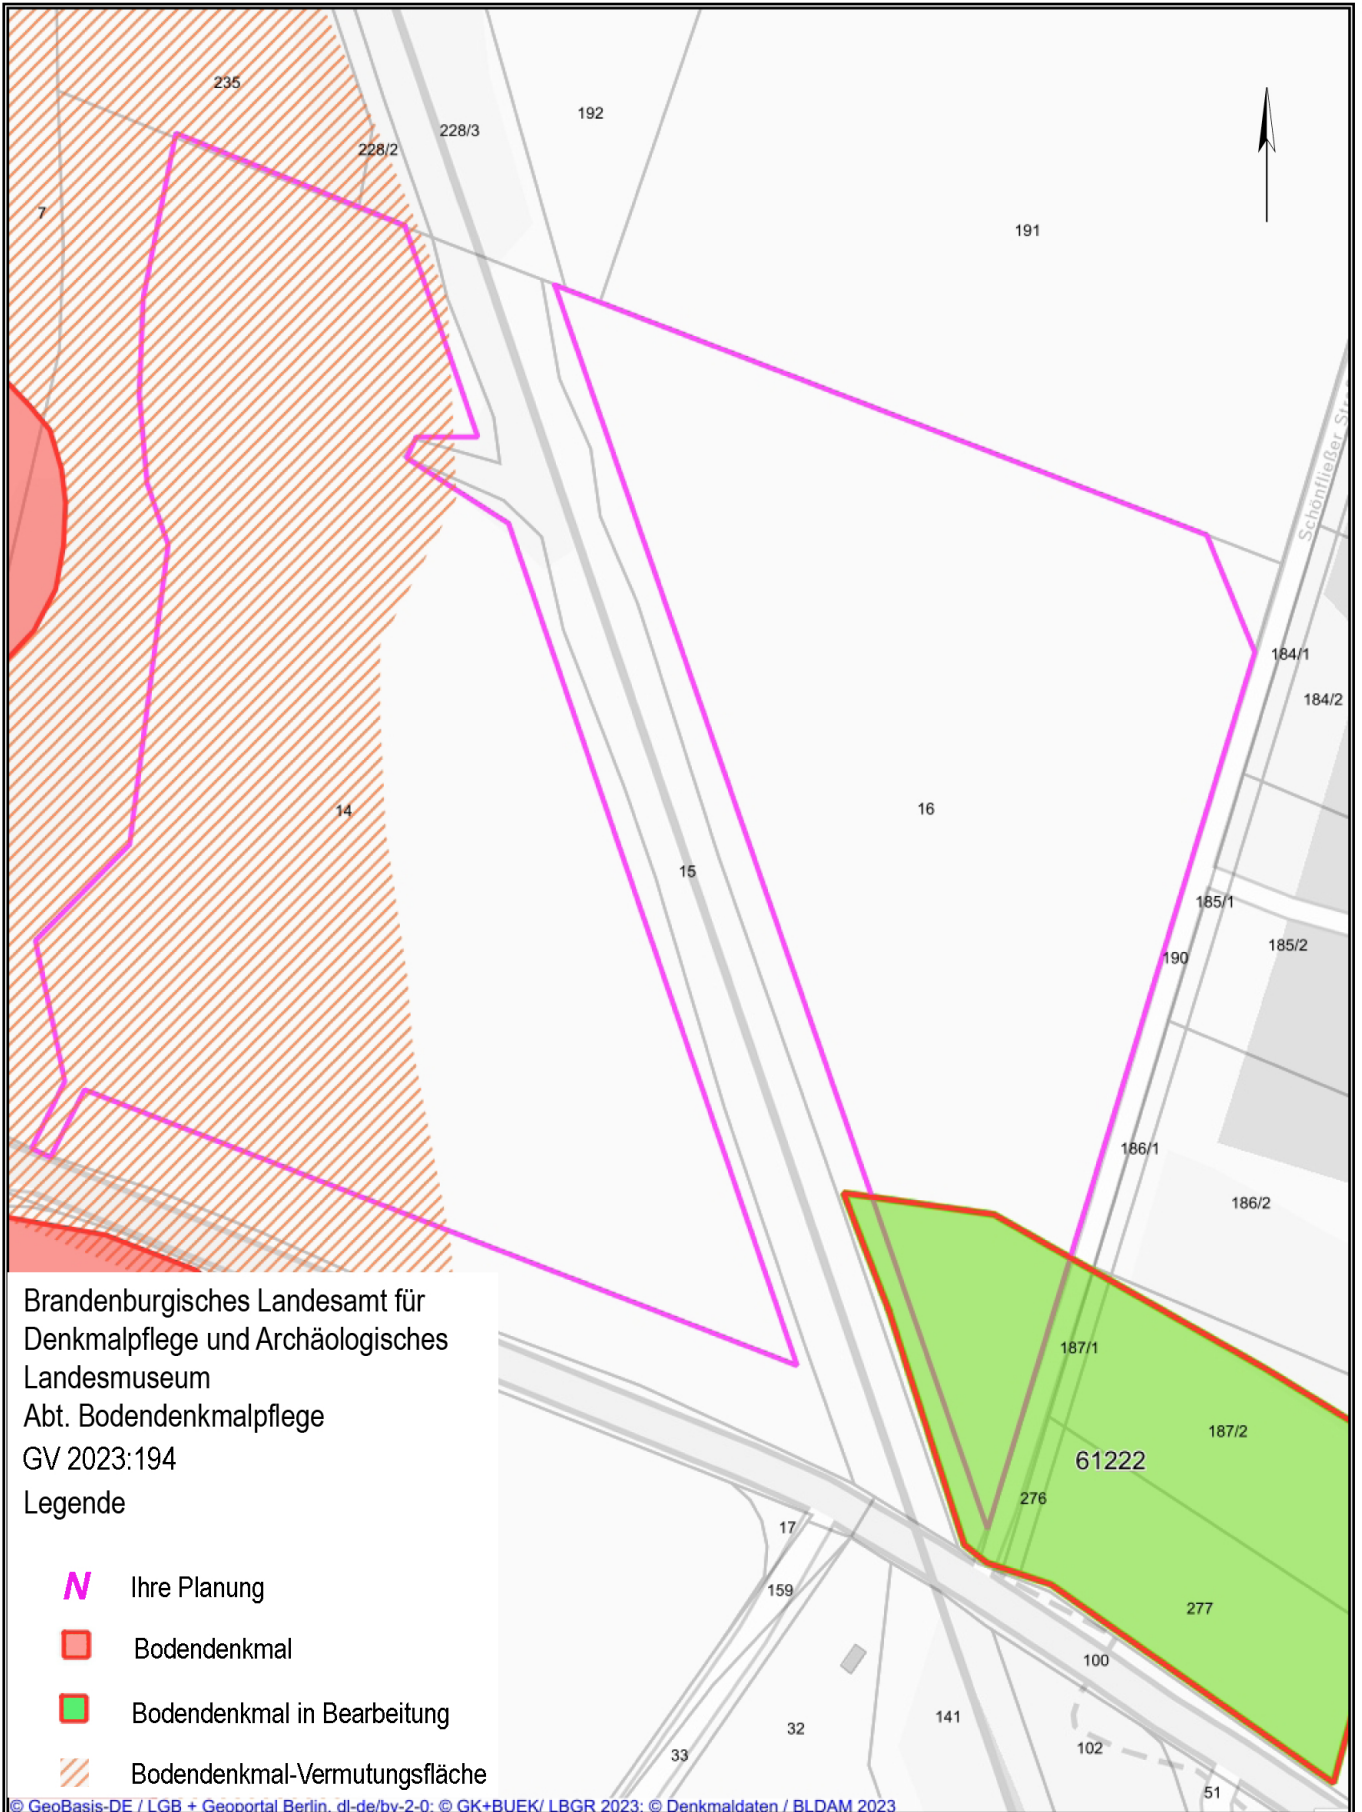 235
228/3
192
228/2
7
191
Schönfließer
184/1
184/2
14
16
15
185/1
185/2
190
186/1
186/2
187/1
187/2
61222
276
17
159
277
100
32
141
33
102
51
Brandenburgisches Landesamt für
Denkmalpflege und Archäologisches
Landesmuseum
Abt. Bodendenkmalpflege
GV 2023:194
Legende
N Ihre Planung
Bodendenkmal
Bodendenkmal in Bearbeitung
Bodendenkmal-Vermutungsfläche
© GeoBasis-DE / LGB + Geoportal Berlin, dl-de/by-2-0; © GK+BUEK/ LBGR 2023; © Denkmaldaten / BLDAM 2023